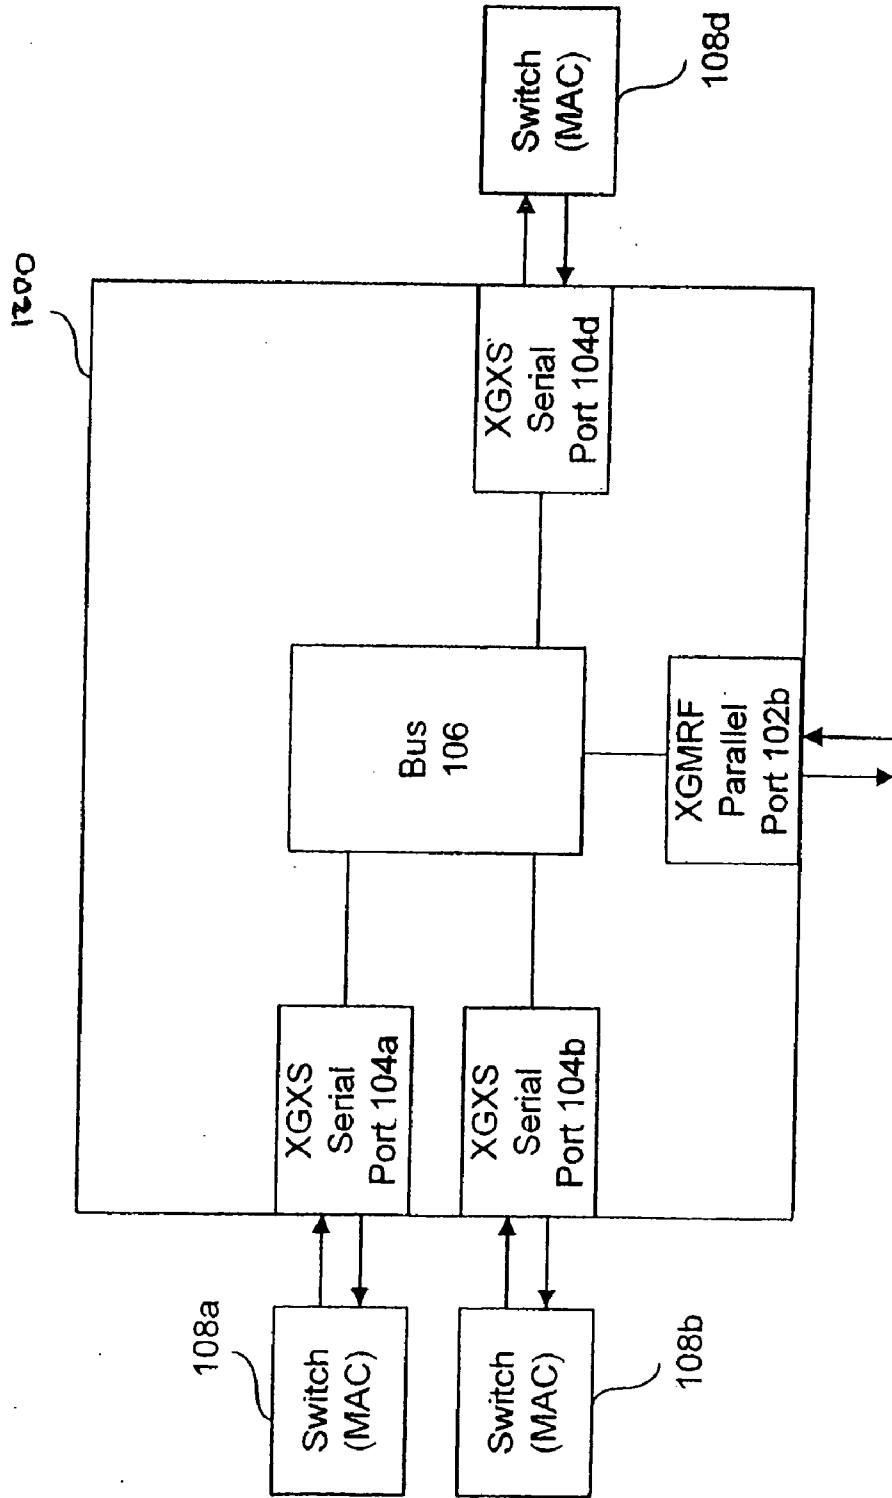 1200
108a
Switch
(MAC)
XGXS
Serial
Port 104a
Bus
106
Switch
(MAC)
108b
XGXS
Serial
Port 104b
XGXS
Serial
Port 104d
Switch
(MAC)
108d
XGMRF
Parallel
Port 102b